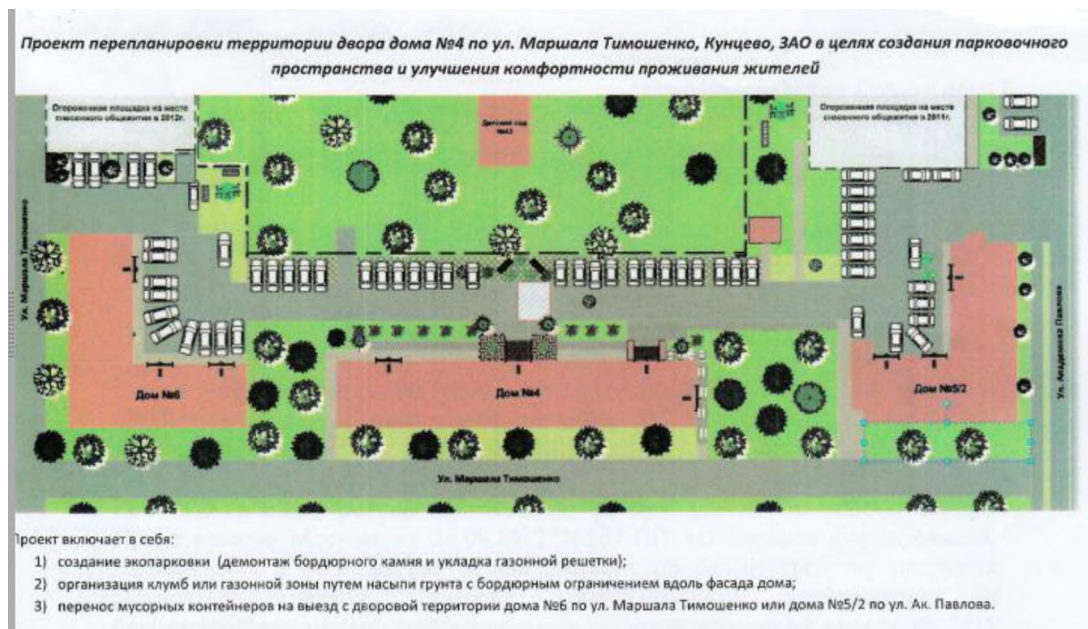 Проект перепланировки территории двора дома №4 по ул. Маршала Тимошенко, Кунцево, ЗАО в целях создания парковочного
пространства и улучшения комфортности проживания жителей
Огороженная площадка на месте
снесенного общежития в 2012г.
Детский сад
Огороженная площадка на месте
снесенного общежития в 2011г.
Ул. Маршала Тимошенко
Ул. Академика Павлова
Дом №6
Дом №4
Дом №5/2
Ул. Маршала Тимошенко
Проект включает в себя:
1) создание экопарковки (демонтаж бордюрного камня и укладка газонной решетки);
2) организация клумб или газонной зоны путем насыпи грунта с бордюрным ограничением вдоль фасада дома;
3) перенос мусорных контейнеров на выезд с дворовой территории дома №6 по ул. Маршала Тимошенко или дома №5/2 по ул. Ак. Павлова.